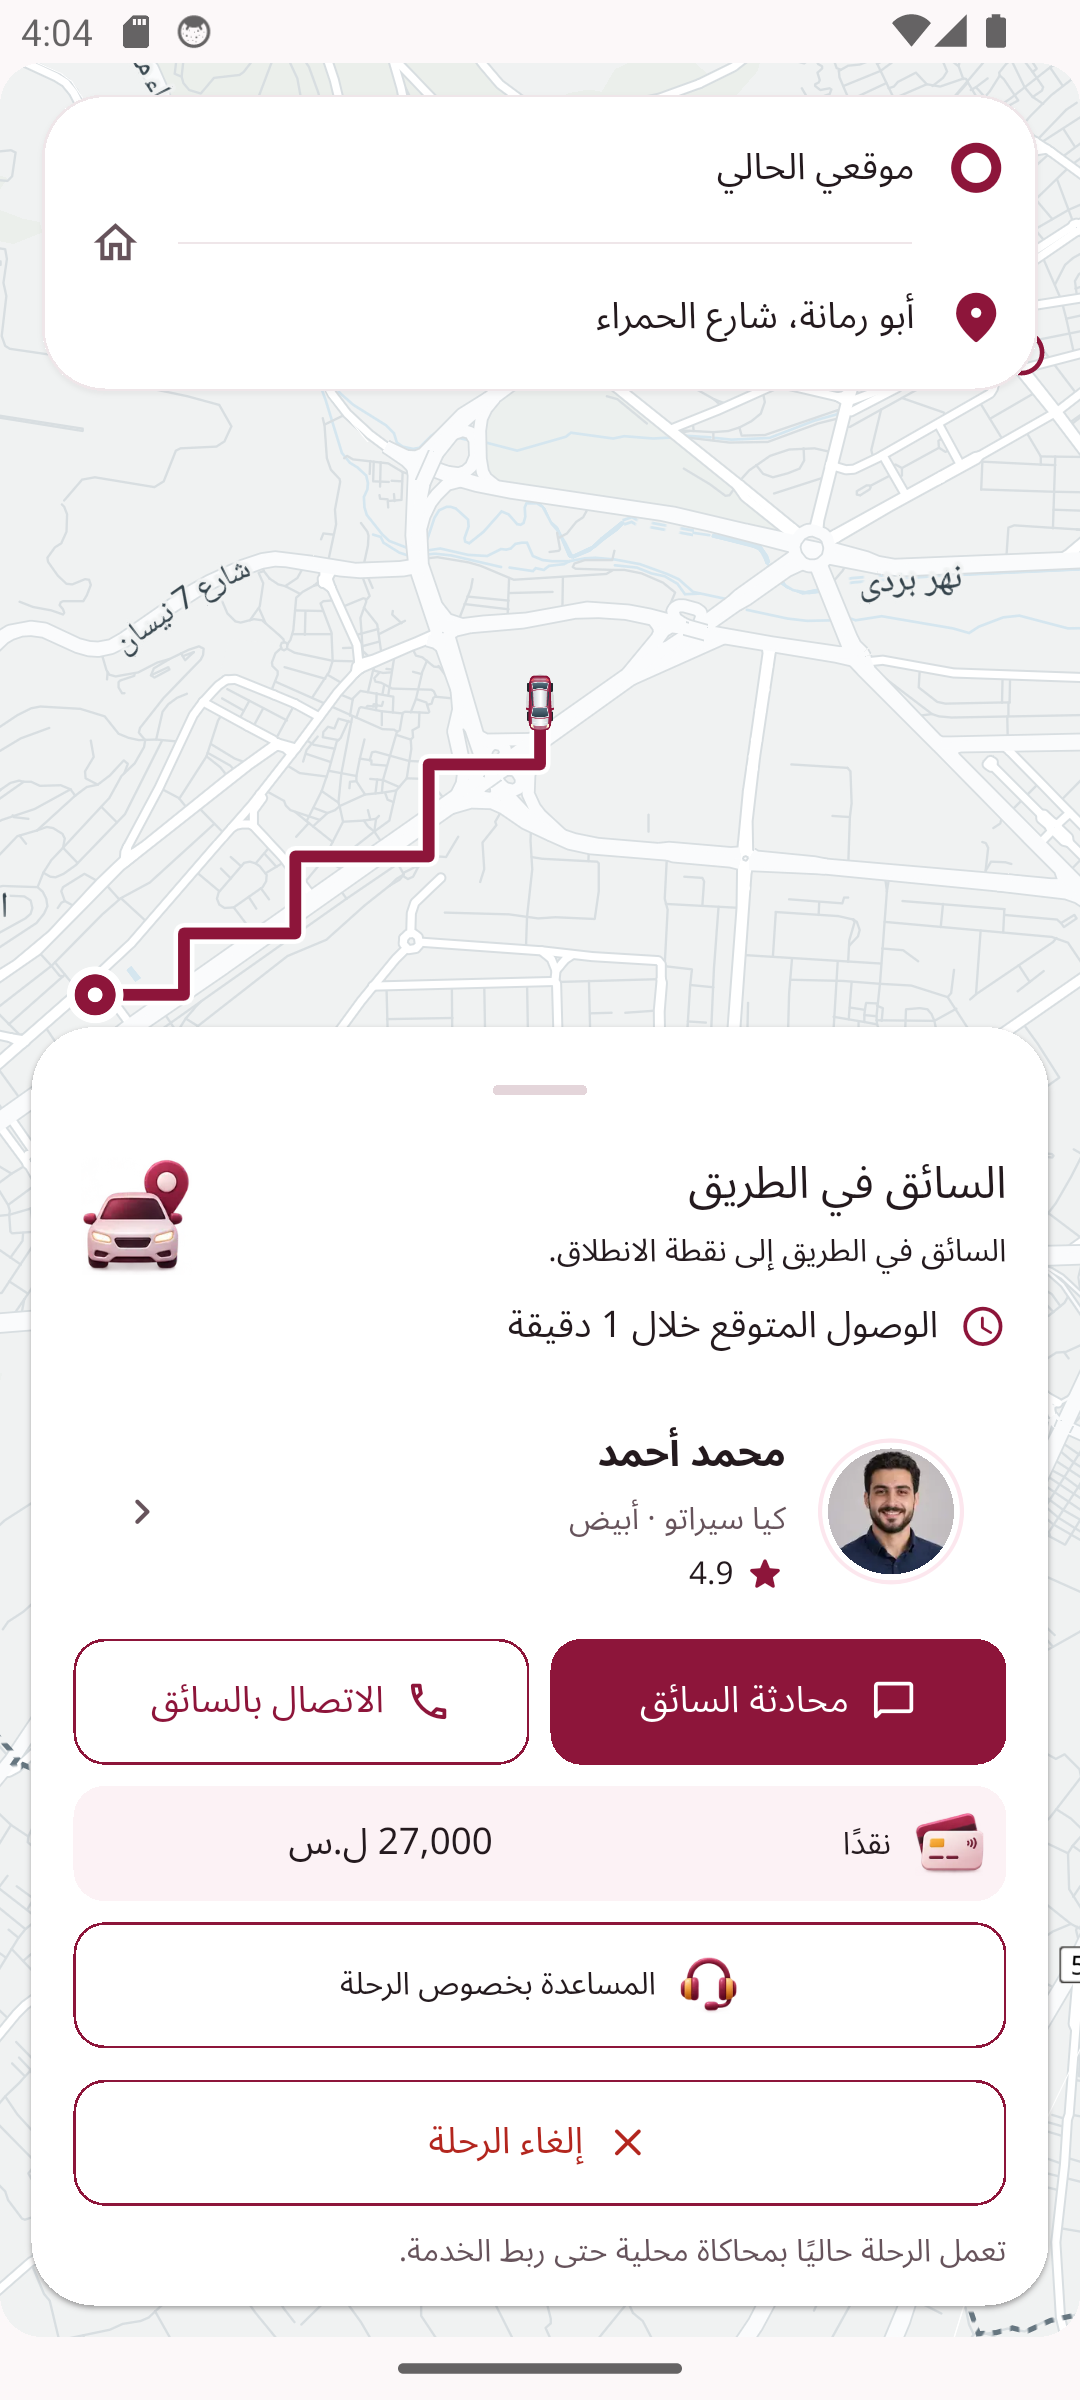 4:04
موقعي الحالي
أبو رمانة، شارع الحمراء
شارع 7 نيسان
نهر بردى
السائق في الطريق
السائق في الطريق إلى نقطة الانطلاق.
الوصول المتوقع خلال 1 دقيقة
محمد أحمد
كيا سيراتو · أبيض
4.9
محادثة السائق
الاتصال بالسائق
نقدًا
27,000 ل.س
المساعدة بخصوص الرحلة
إلغاء الرحلة
تعمل الرحلة حاليًا بمحاكاة محلية حتى ربط الخدمة.